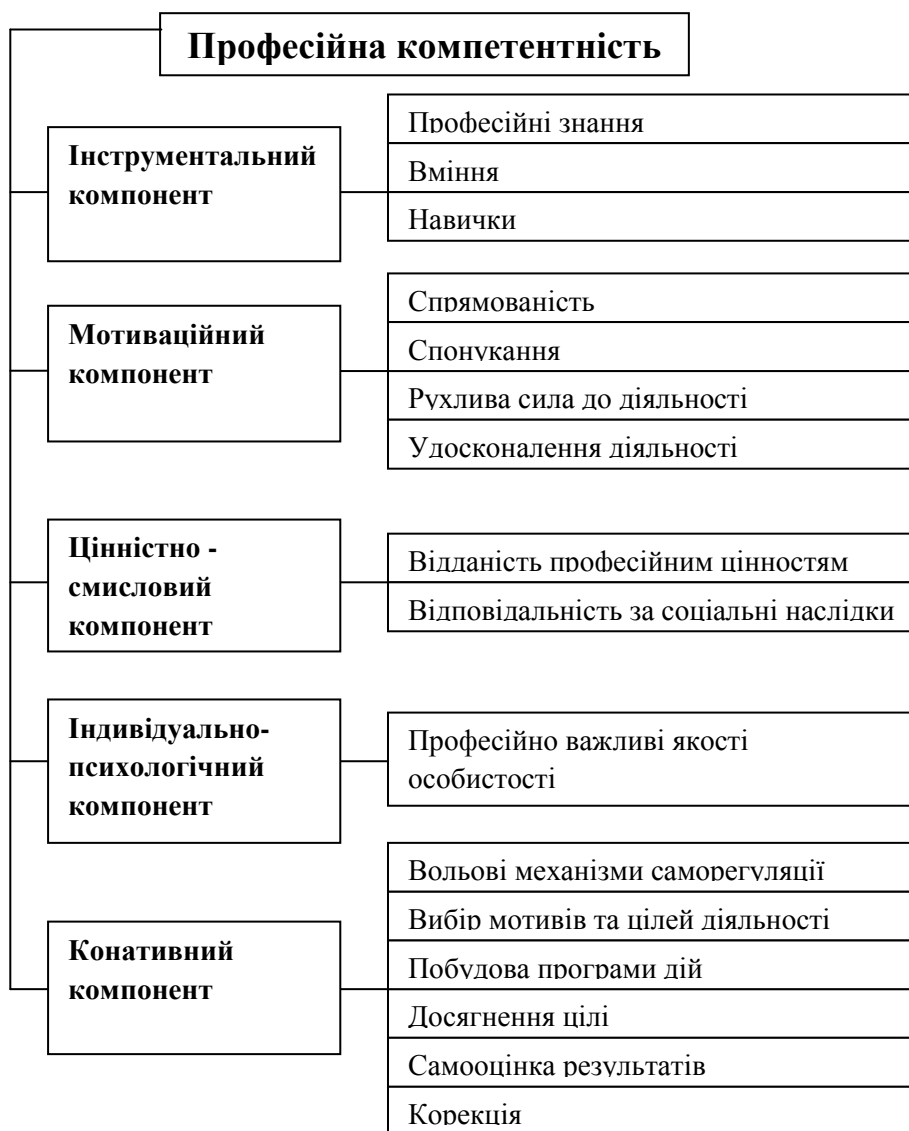 Професійна компетентність
Інструментальний
компонент
Професійні знання
Вміння
Навички
Мотиваційний
компонент
Спрямованість
Спонукання
Рухлива сила до діяльності
Удосконалення діяльності
Цінністно -
смисловий
компонент
Відданість професійним цінностям
Відповідальність за соціальні наслідки
Індивідуально-
психологічний
компонент
Професійно важливі якості
особистості
Конативний
компонент
Вольові механізми саморегуляції
Вибір мотивів та цілей діяльності
Побудова програми дій
Досягнення цілі
Самооцінка результатів
Корекція